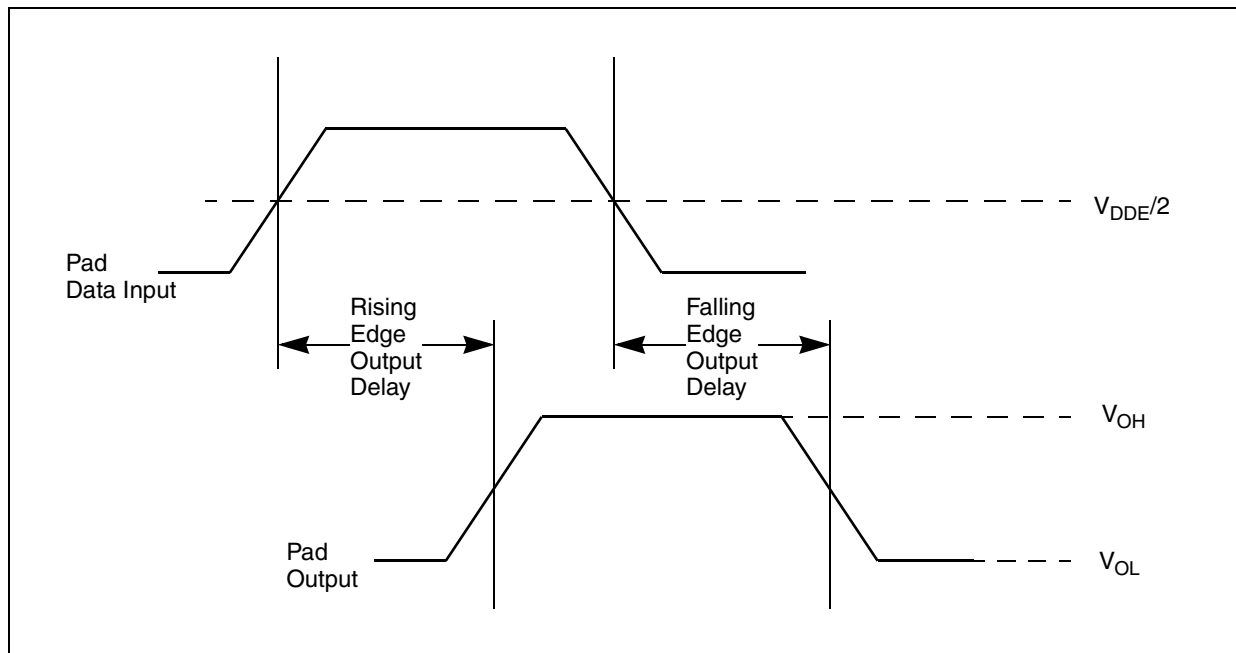 V_DDE/2
Pad
Data Input
Rising
Edge
Output
Delay
Falling
Edge
Output
Delay
V_OH
Pad
Output
V_OL